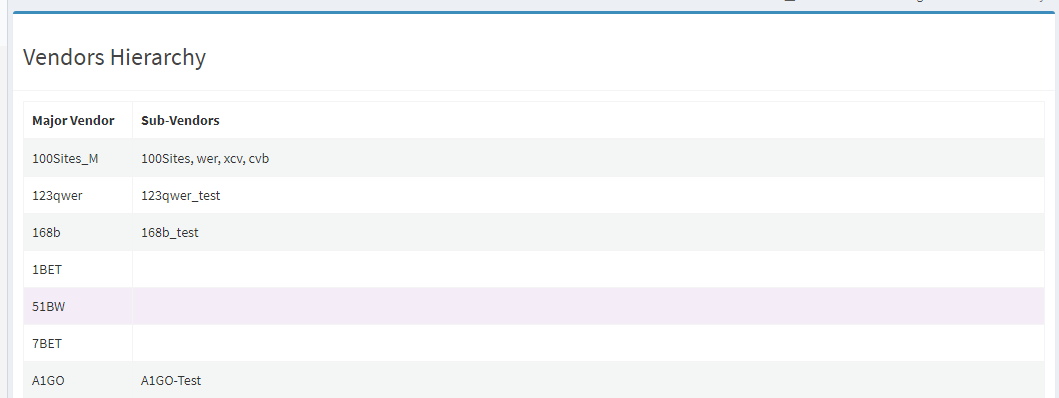 Vendors Hierarchy
Major Vendor Sub-Vendors
100Sites_M 100Sites, wer, xcv, cvb
123qwer 123qwer_test
168b 168b_test
1BET
51BW
7BET
A1GO A1GO-Test